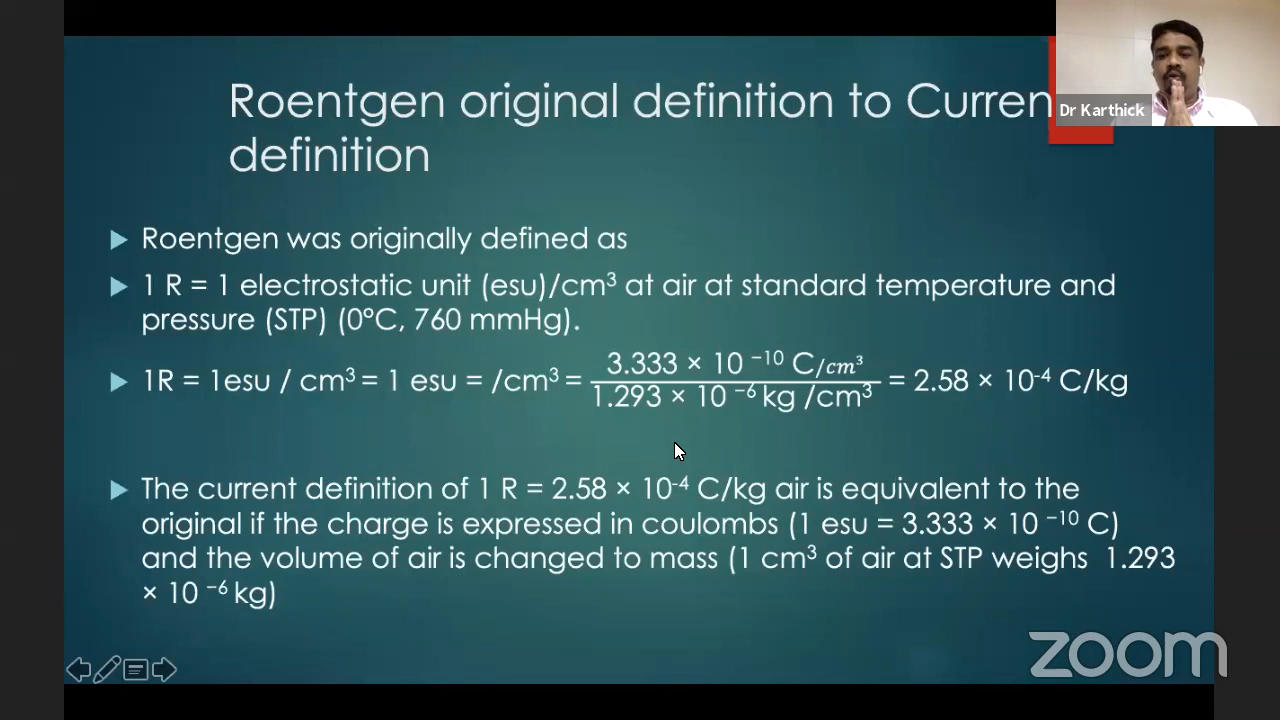 Roentgen original definition to Curren
definition
Dr Karthick
Roentgen was originally defined as
1 R = 1 electrostatic unit (esu)/cm³ at air at standard temperature and
pressure (STP) (0°C, 760 mmHg).
1R = 1esu / cm³ = 1 esu = /cm³ = 3.333 × 10 ⁻¹⁰ C/cm³ / 1.293 × 10 ⁻⁶ kg /cm³ = 2.58 × 10⁻⁴ C/kg
The current definition of 1 R = 2.58 × 10⁻⁴ C/kg air is equivalent to the
original if the charge is expressed in coulombs (1 esu = 3.333 × 10 ⁻¹⁰ C)
and the volume of air is changed to mass (1 cm³ of air at STP weighs 1.293
× 10 ⁻⁶ kg)
zoom